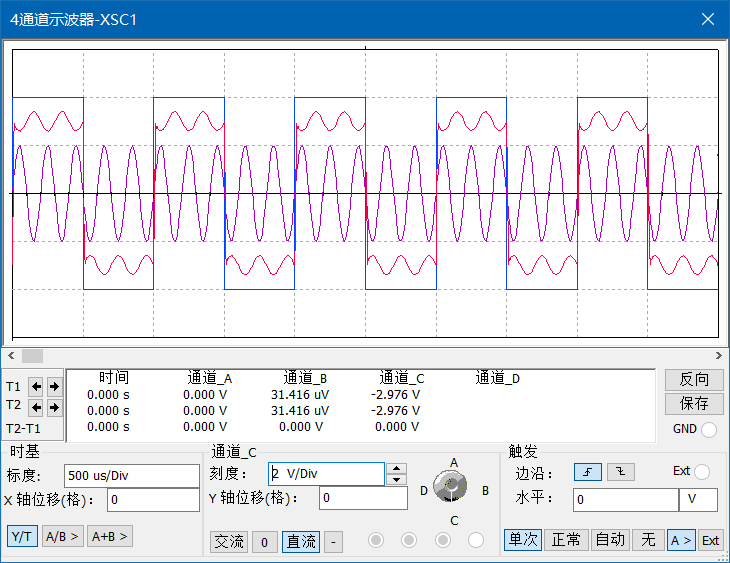 4通道示波器-XSC1
时间 通道_A 通道_B 通道_C 通道_D
T1 0.000 s 0.000 V 31.416 uV -2.976 V
T2 0.000 s 0.000 V 31.416 uV -2.976 V
T2-T1 0.000 s 0.000 V 0.000 V 0.000 V
反向
保存
GND
时基
标度: 500 us/Div
X 轴位移(格): 0
Y/T A/B > A+B >
通道_C
刻度: 2 V/Div
Y 轴位移(格): 0
交流 0 直流 -
A
D B
C
触发
边沿: Ext
水平: 0 V
单次 正常 自动 无 A > Ext